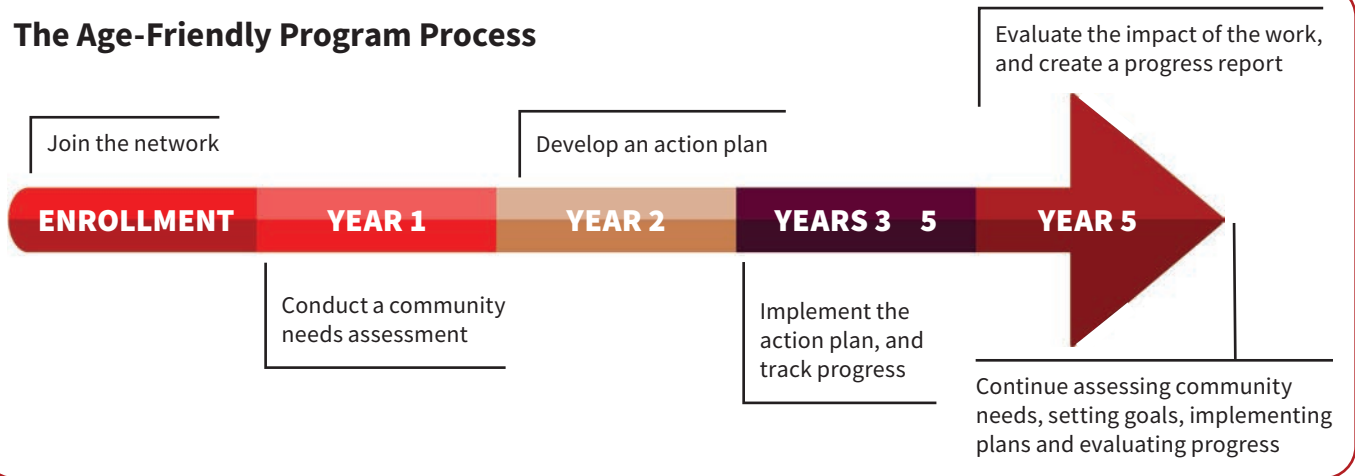 The Age-Friendly Program Process
Join the network
ENROLLMENT
YEAR 1
Conduct a community
needs assessment
Develop an action plan
YEAR 2
YEARS 3 5
Implement the
action plan, and
track progress
Evaluate the impact of the work,
and create a progress report
YEAR 5
Continue assessing community
needs, setting goals, implementing
plans and evaluating progress